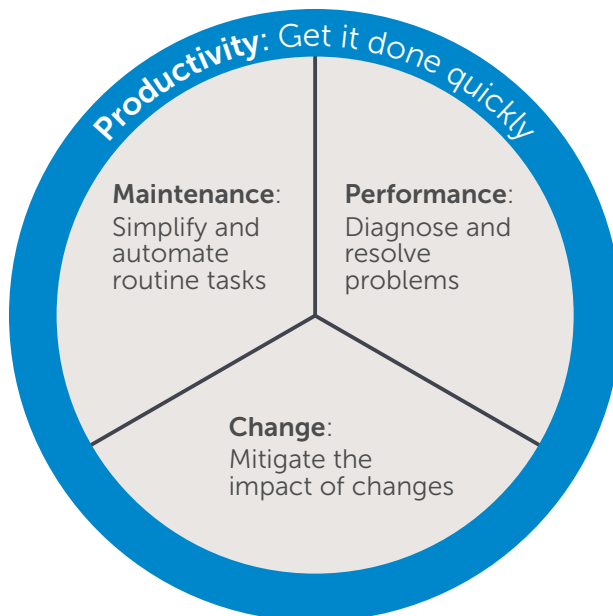 Productivity: Get it done quickly
Maintenance:
Simplify and
automate
routine tasks
Performance:
Diagnose and
resolve
problems
Change:
Mitigate the
impact of changes